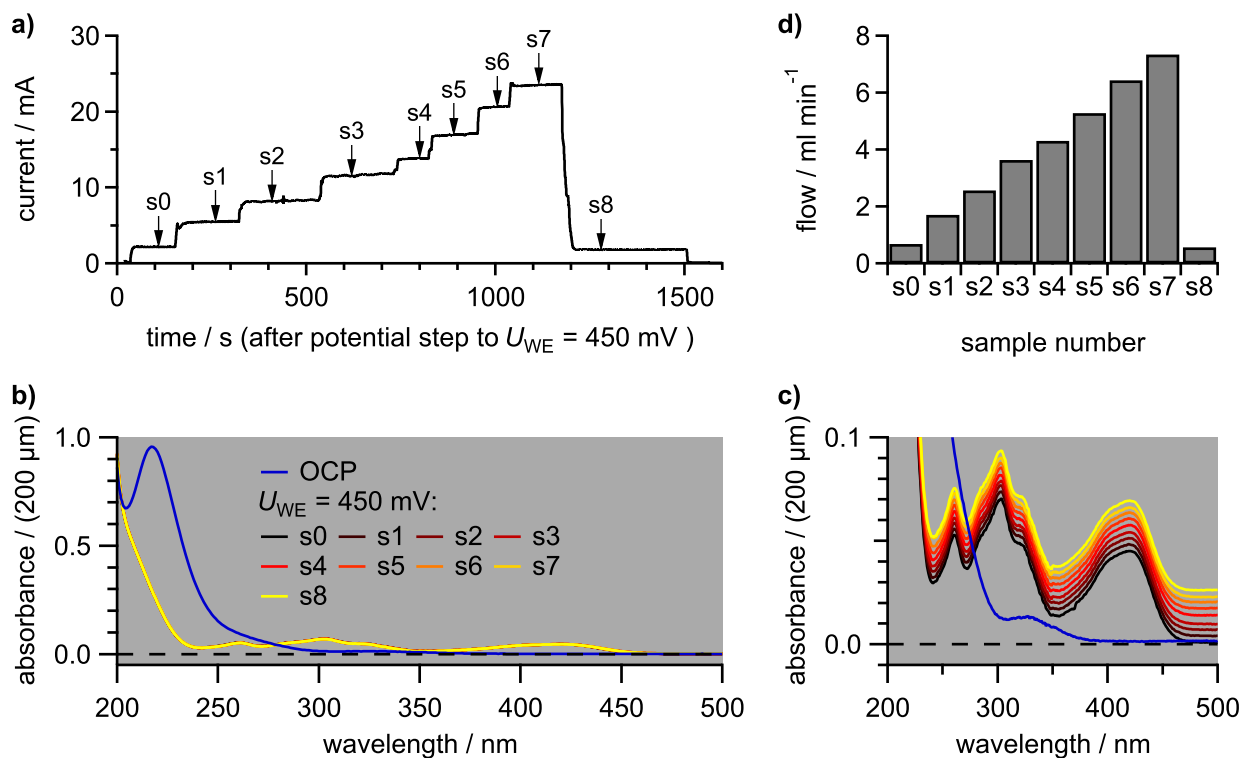 a)
current / mA
30
20
10
0
s0
s1
s2
s3
s4
s5
s6
s7
s8
0
500
1000
1500
time / s (after potential step to U_WE = 450 mV )
d)
flow / ml min⁻¹
8
6
4
2
0
s0 s1 s2 s3 s4 s5 s6 s7 s8
sample number
b)
absorbance / (200 µm)
1.0
0.5
0.0
OCP
U_WE = 450 mV:
s0 s1 s2 s3
s4 s5 s6 s7
s8
200 250 300 350 400 450 500
wavelength / nm
c)
absorbance / (200 µm)
0.1
0.0
200 300 400 500
wavelength / nm